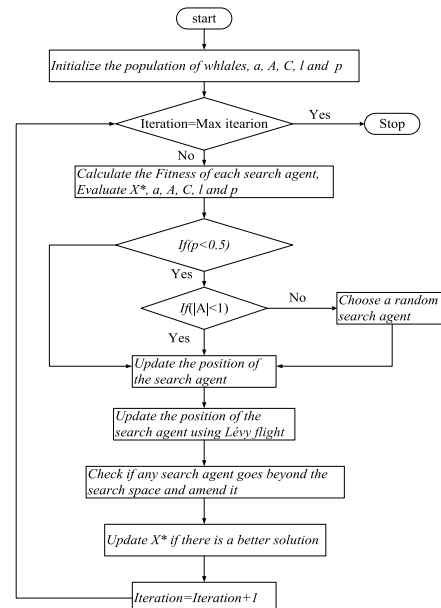 start
Initialize the population of whlales, a, A, C, l and p
Iteration=Max itearion
Yes
Stop
No
Calculate the Fitness of each search agent,
Evaluate X*, a, A, C, l and p
If(p<0.5)
Yes
If(|A|<1)
No
Choose a random
search agent
Yes
Update the position of
the search agent
Update the position of the
search agent using Lévy flight
Check if any search agent goes beyond the
search space and amend it
Update X* if there is a better solution
Iteration=Iteration+1